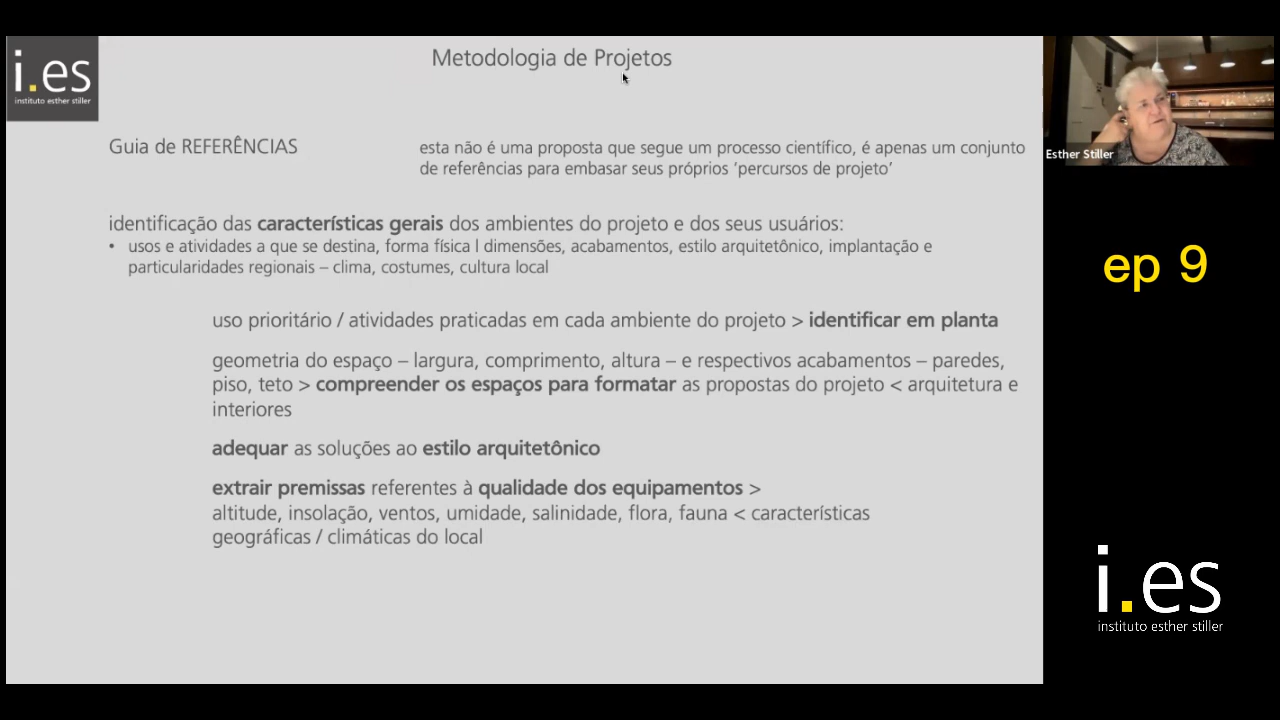 i.es
instituto esther stiller
Metodologia de Projetos
Guia de REFERÊNCIAS
esta não é uma proposta que segue um processo científico, é apenas um conjunto
de referências para embasar seus próprios ‘percursos de projeto’
identificação das características gerais dos ambientes do projeto e dos seus usuários:
• usos e atividades a que se destina, forma física l dimensões, acabamentos, estilo arquitetônico, implantação e
particularidades regionais – clima, costumes, cultura local
uso prioritário / atividades praticadas em cada ambiente do projeto > identificar em planta
geometria do espaço – largura, comprimento, altura – e respectivos acabamentos – paredes,
piso, teto > compreender os espaços para formatar as propostas do projeto < arquitetura e
interiores
adequar as soluções ao estilo arquitetônico
extrair premissas referentes à qualidade dos equipamentos >
altitude, insolação, ventos, umidade, salinidade, flora, fauna < características
geográficas / climáticas do local
Esther Stiller
ep 9
i.es
instituto esther stiller